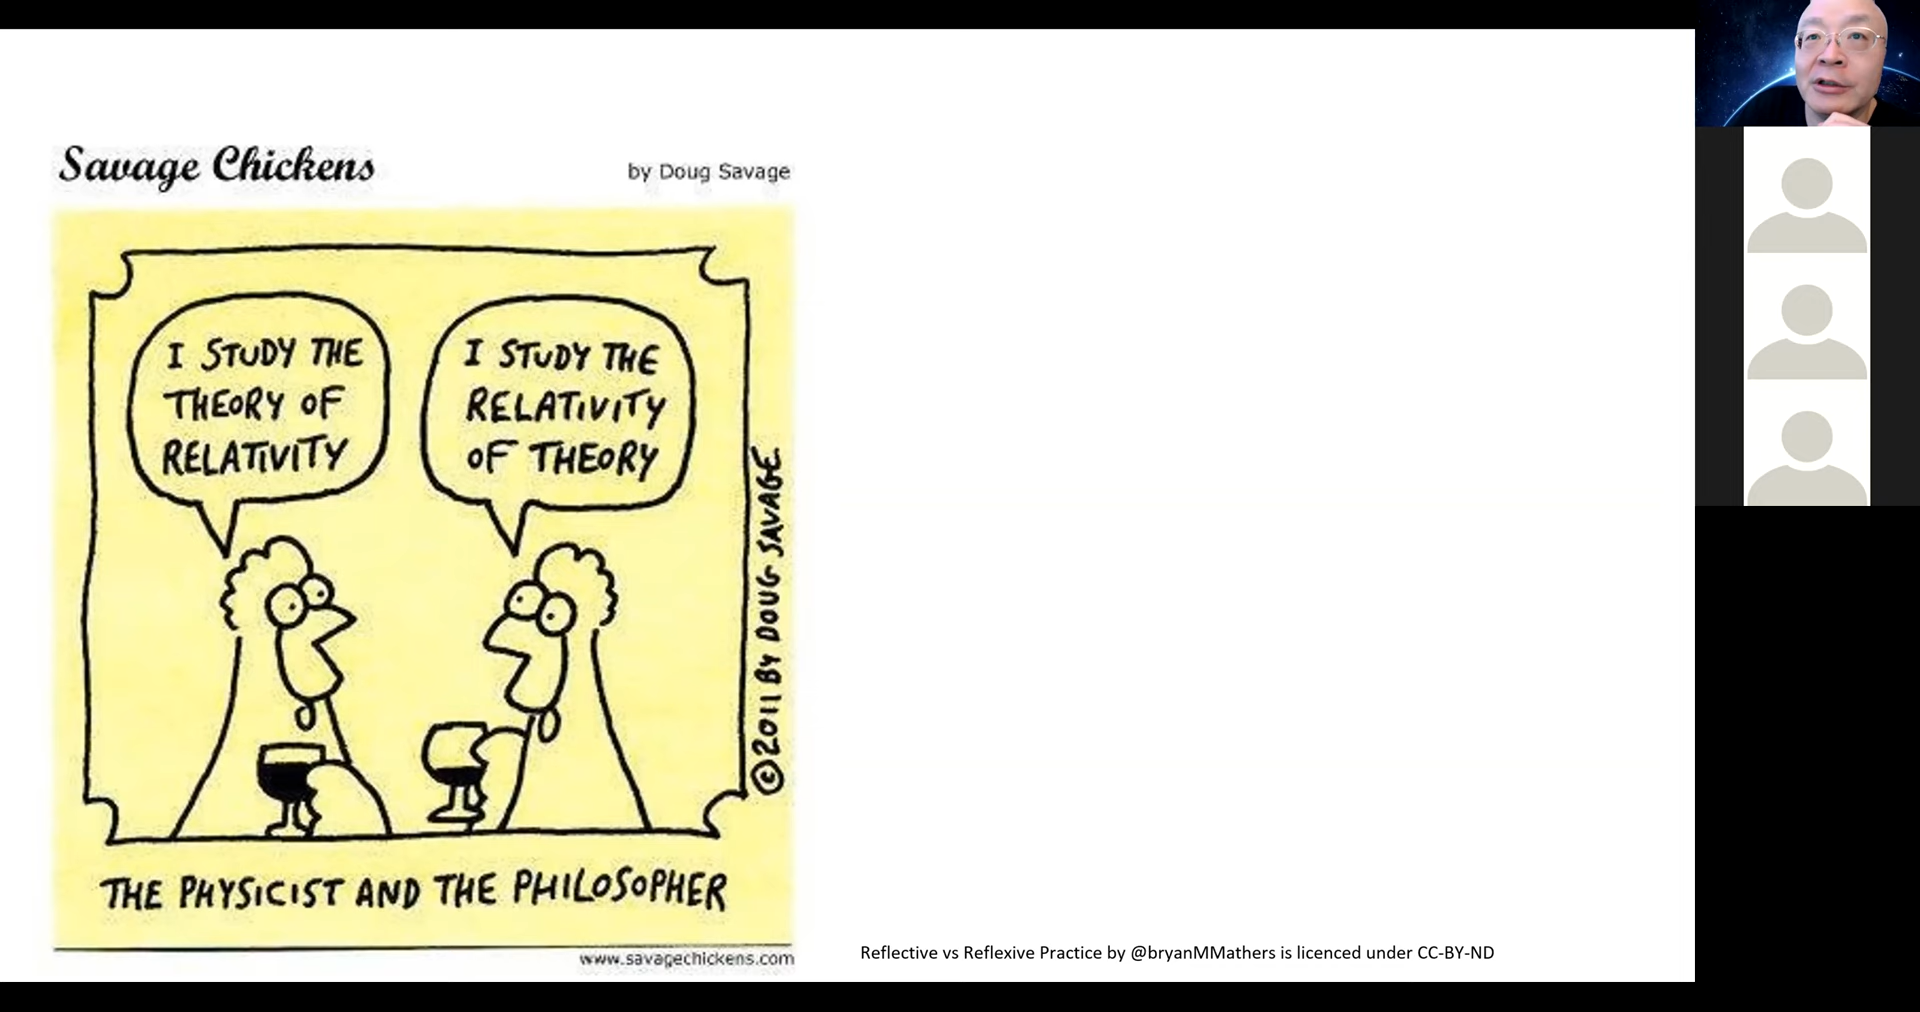 Savage Chickens
by Doug Savage
I STUDY THE
THEORY OF
RELATIVITY
I STUDY THE
RELATIVITY
OF THEORY
©2011 BY DOUG SAVAGE
THE PHYSICIST AND THE PHILOSOPHER
www.savagechickens.com
Reflective vs Reflexive Practice by @bryanMMathers is licenced under CC-BY-ND